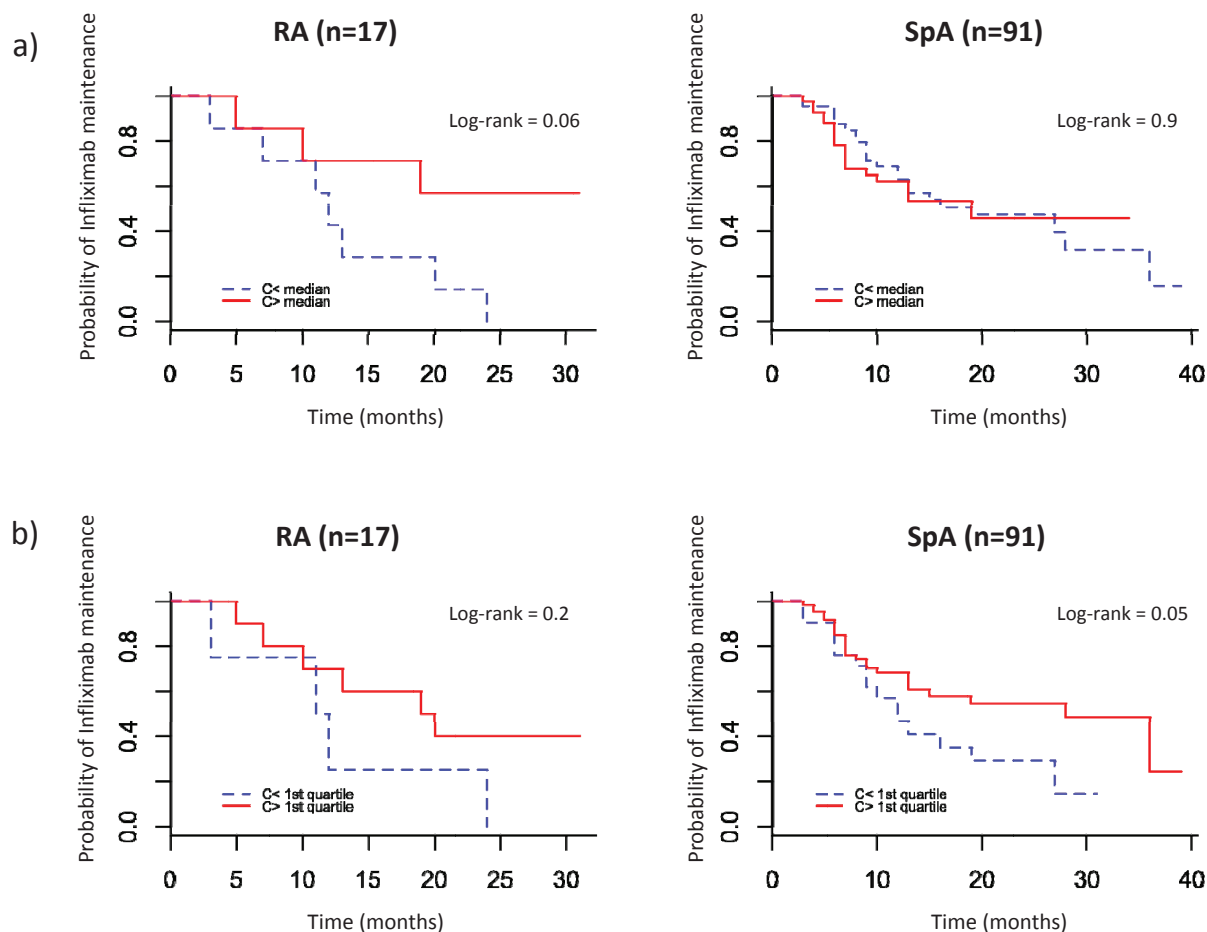 a)
RA (n=17)
Probability of Infliximab maintenance
Log-rank = 0.06
0.8
0.4
0.0
C< median
C> median
0 5 10 15 20 25 30
Time (months)
SpA (n=91)
Probability of Infliximab maintenance
Log-rank = 0.9
0.8
0.4
0.0
C< median
C> median
0 10 20 30 40
Time (months)
b)
RA (n=17)
Probability of Infliximab maintenance
Log-rank = 0.2
0.8
0.4
0.0
C< 1st quartile
C> 1st quartile
0 5 10 15 20 25 30
Time (months)
SpA (n=91)
Probability of Infliximab maintenance
Log-rank = 0.05
0.8
0.4
0.0
C< 1st quartile
C> 1st quartile
0 10 20 30 40
Time (months)